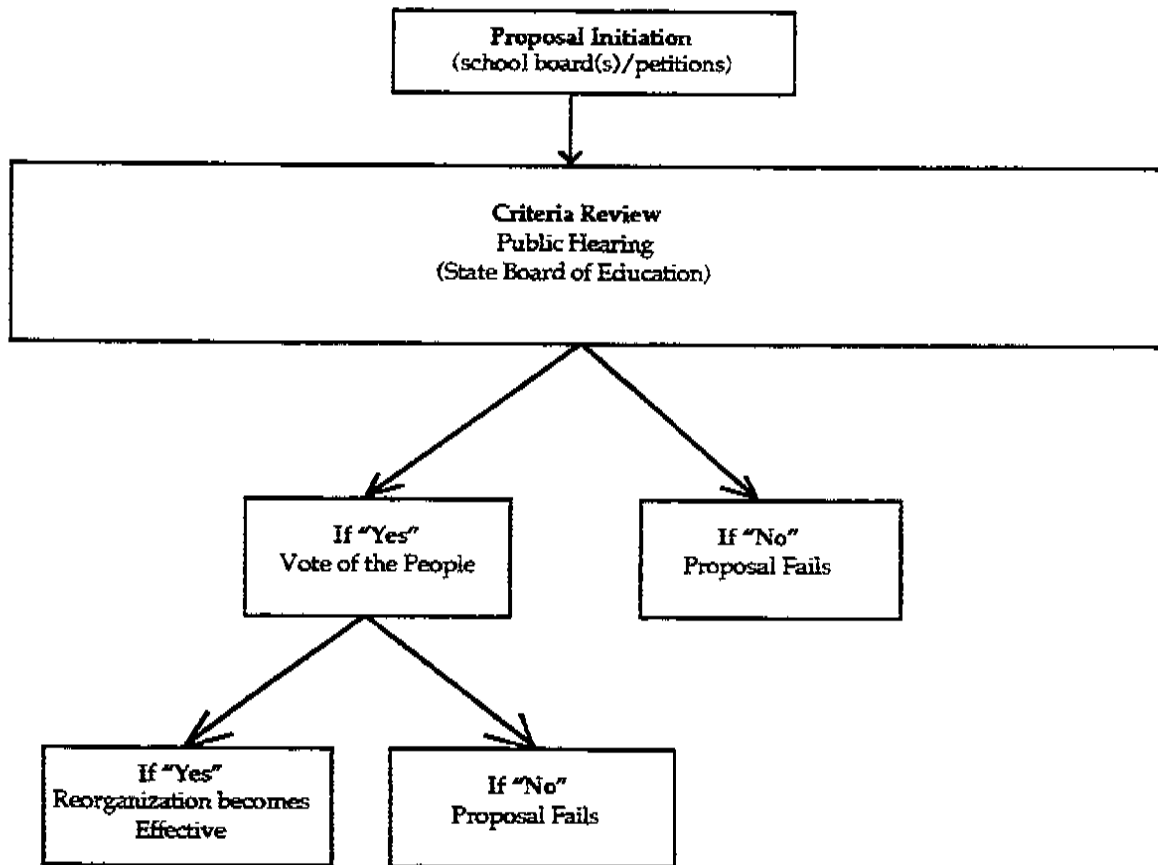 Proposal Initiation
(school board(s)/petitions)
Criteria Review
Public Hearing
(State Board of Education)
If "Yes"
Vote of the People
If "No"
Proposal Fails
If "Yes"
Reorganization becomes
Effective
If "No"
Proposal Fails